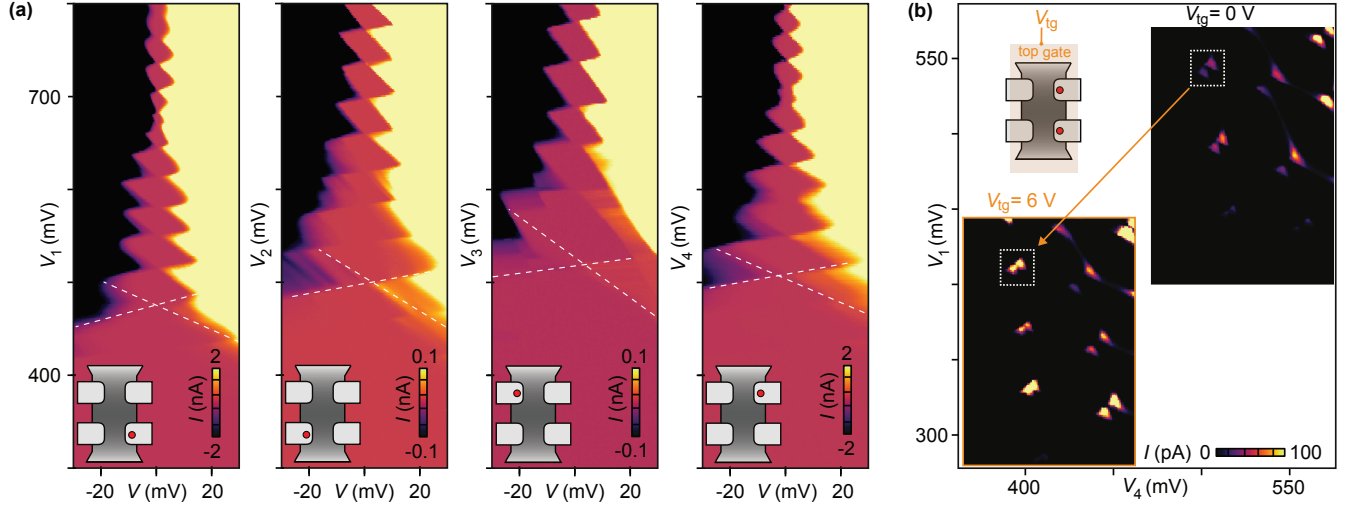 (a)
V1 (mV)
700
400
I (nA)
2
-2
-20
V (mV)
20
V2 (mV)
I (nA)
0.1
-0.1
-20
V (mV)
20
V3 (mV)
I (nA)
0.1
-0.1
-20
V (mV)
20
V4 (mV)
I (nA)
2
-2
-20
V (mV)
20
(b)
Vtg
top gate
Vtg = 0 V
550
V1 (mV)
Vtg = 6 V
300
I (pA) 0 100
400
V4 (mV)
550